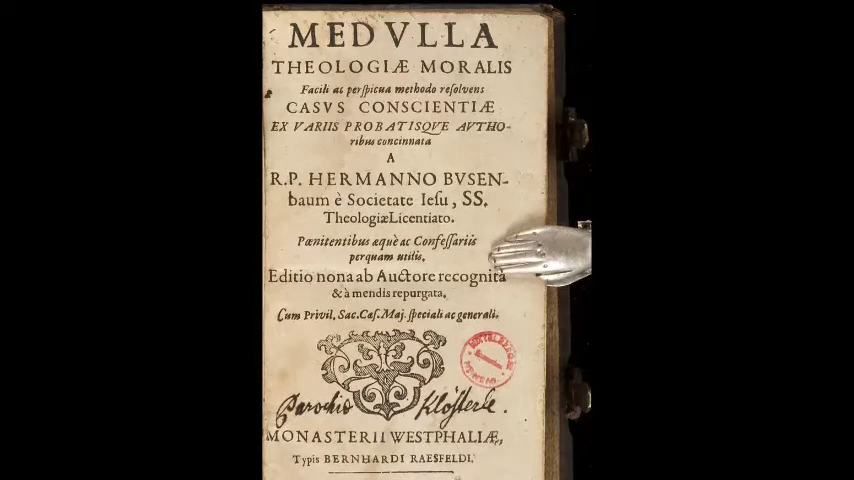 MEDVLLA
THEOLOGIÆ MORALIS
Facili ac perſpicua methodo reſolvens
CASVS CONSCIENTIÆ
EX VARIIS PROBATISQVE AVTHO-
ribus concinnata
A
R.P. HERMANNO BVSEN-
baum è Societate Ieſu, SS.
Theologiæ Licentiato.
Pœnitentibus æquè ac Confeſſariis
perquam utilis.
Editio nona ab Auctore recognita
& à mendis repurgata.
Cum Privil. Sac. Cæſ. Maj. ſpeciali ac generali.
Parochiæ Klöſterle.
MONASTERII WESTPHALIÆ,
Typis BERNHARDI RAESFELDI.